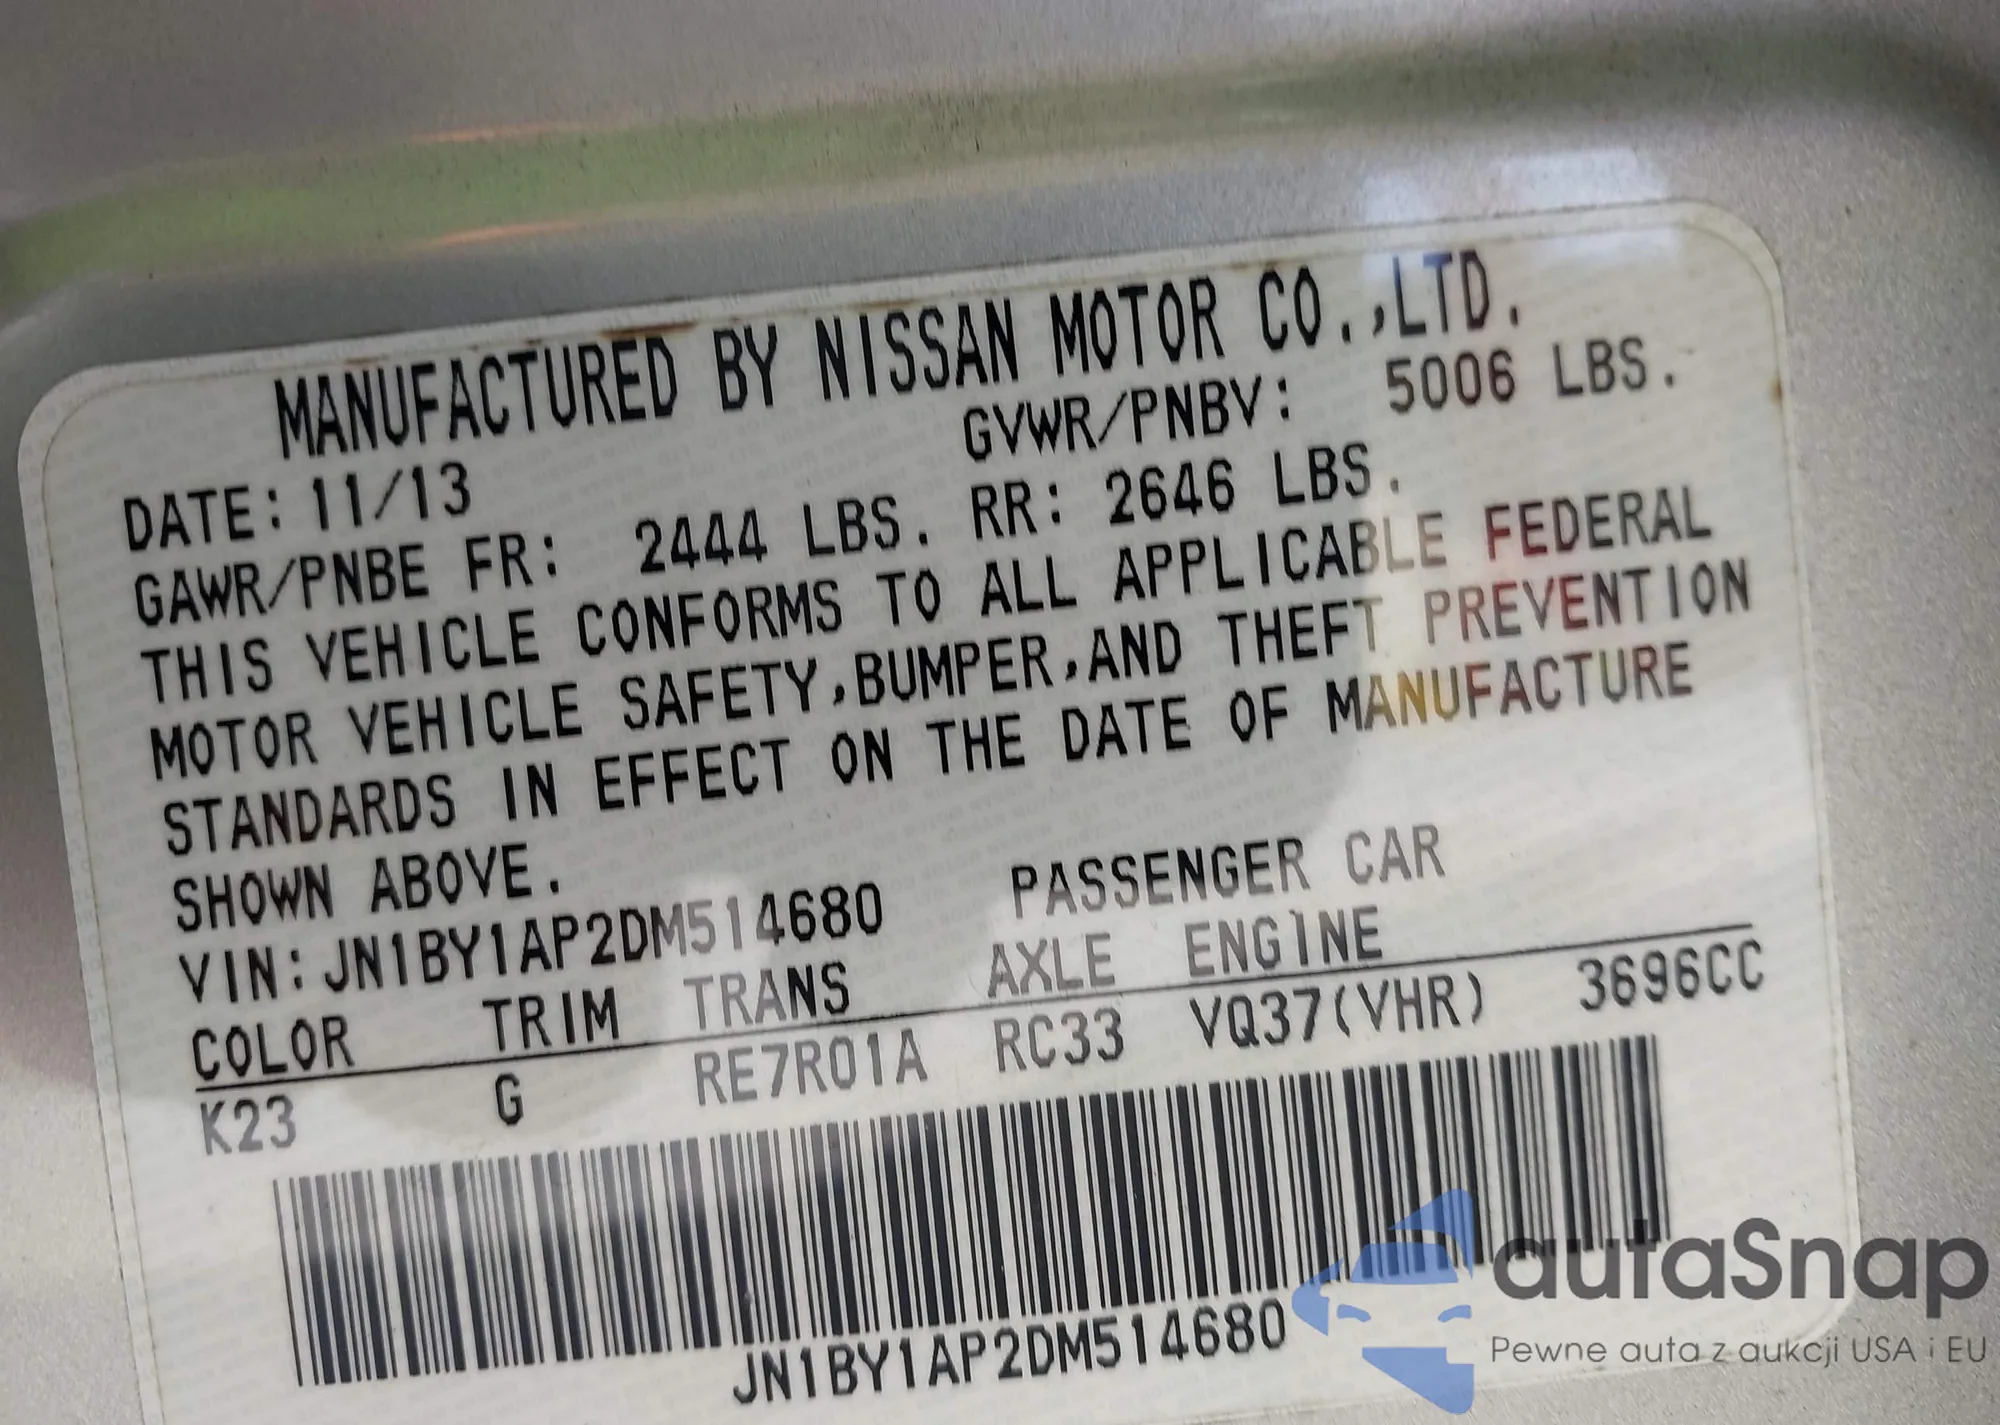 MANUFACTURED BY NISSAN MOTOR CO.,LTD.
DATE: 11/13 GVWR/PNBV: 5006 LBS.
GAWR/PNBE FR: 2444 LBS. RR: 2646 LBS.
THIS VEHICLE CONFORMS TO ALL APPLICABLE FEDERAL
MOTOR VEHICLE SAFETY,BUMPER,AND THEFT PREVENTION
STANDARDS IN EFFECT ON THE DATE OF MANUFACTURE
SHOWN ABOVE.
VIN:JN1BY1AP2DM514680 PASSENGER CAR
COLOR TRIM TRANS AXLE ENGINE
K23 G RE7R01A RC33 VQ37(VHR) 3696CC
JN1BY1AP2DM514680
autaSnap
Pewne auta z aukcji USA i EU